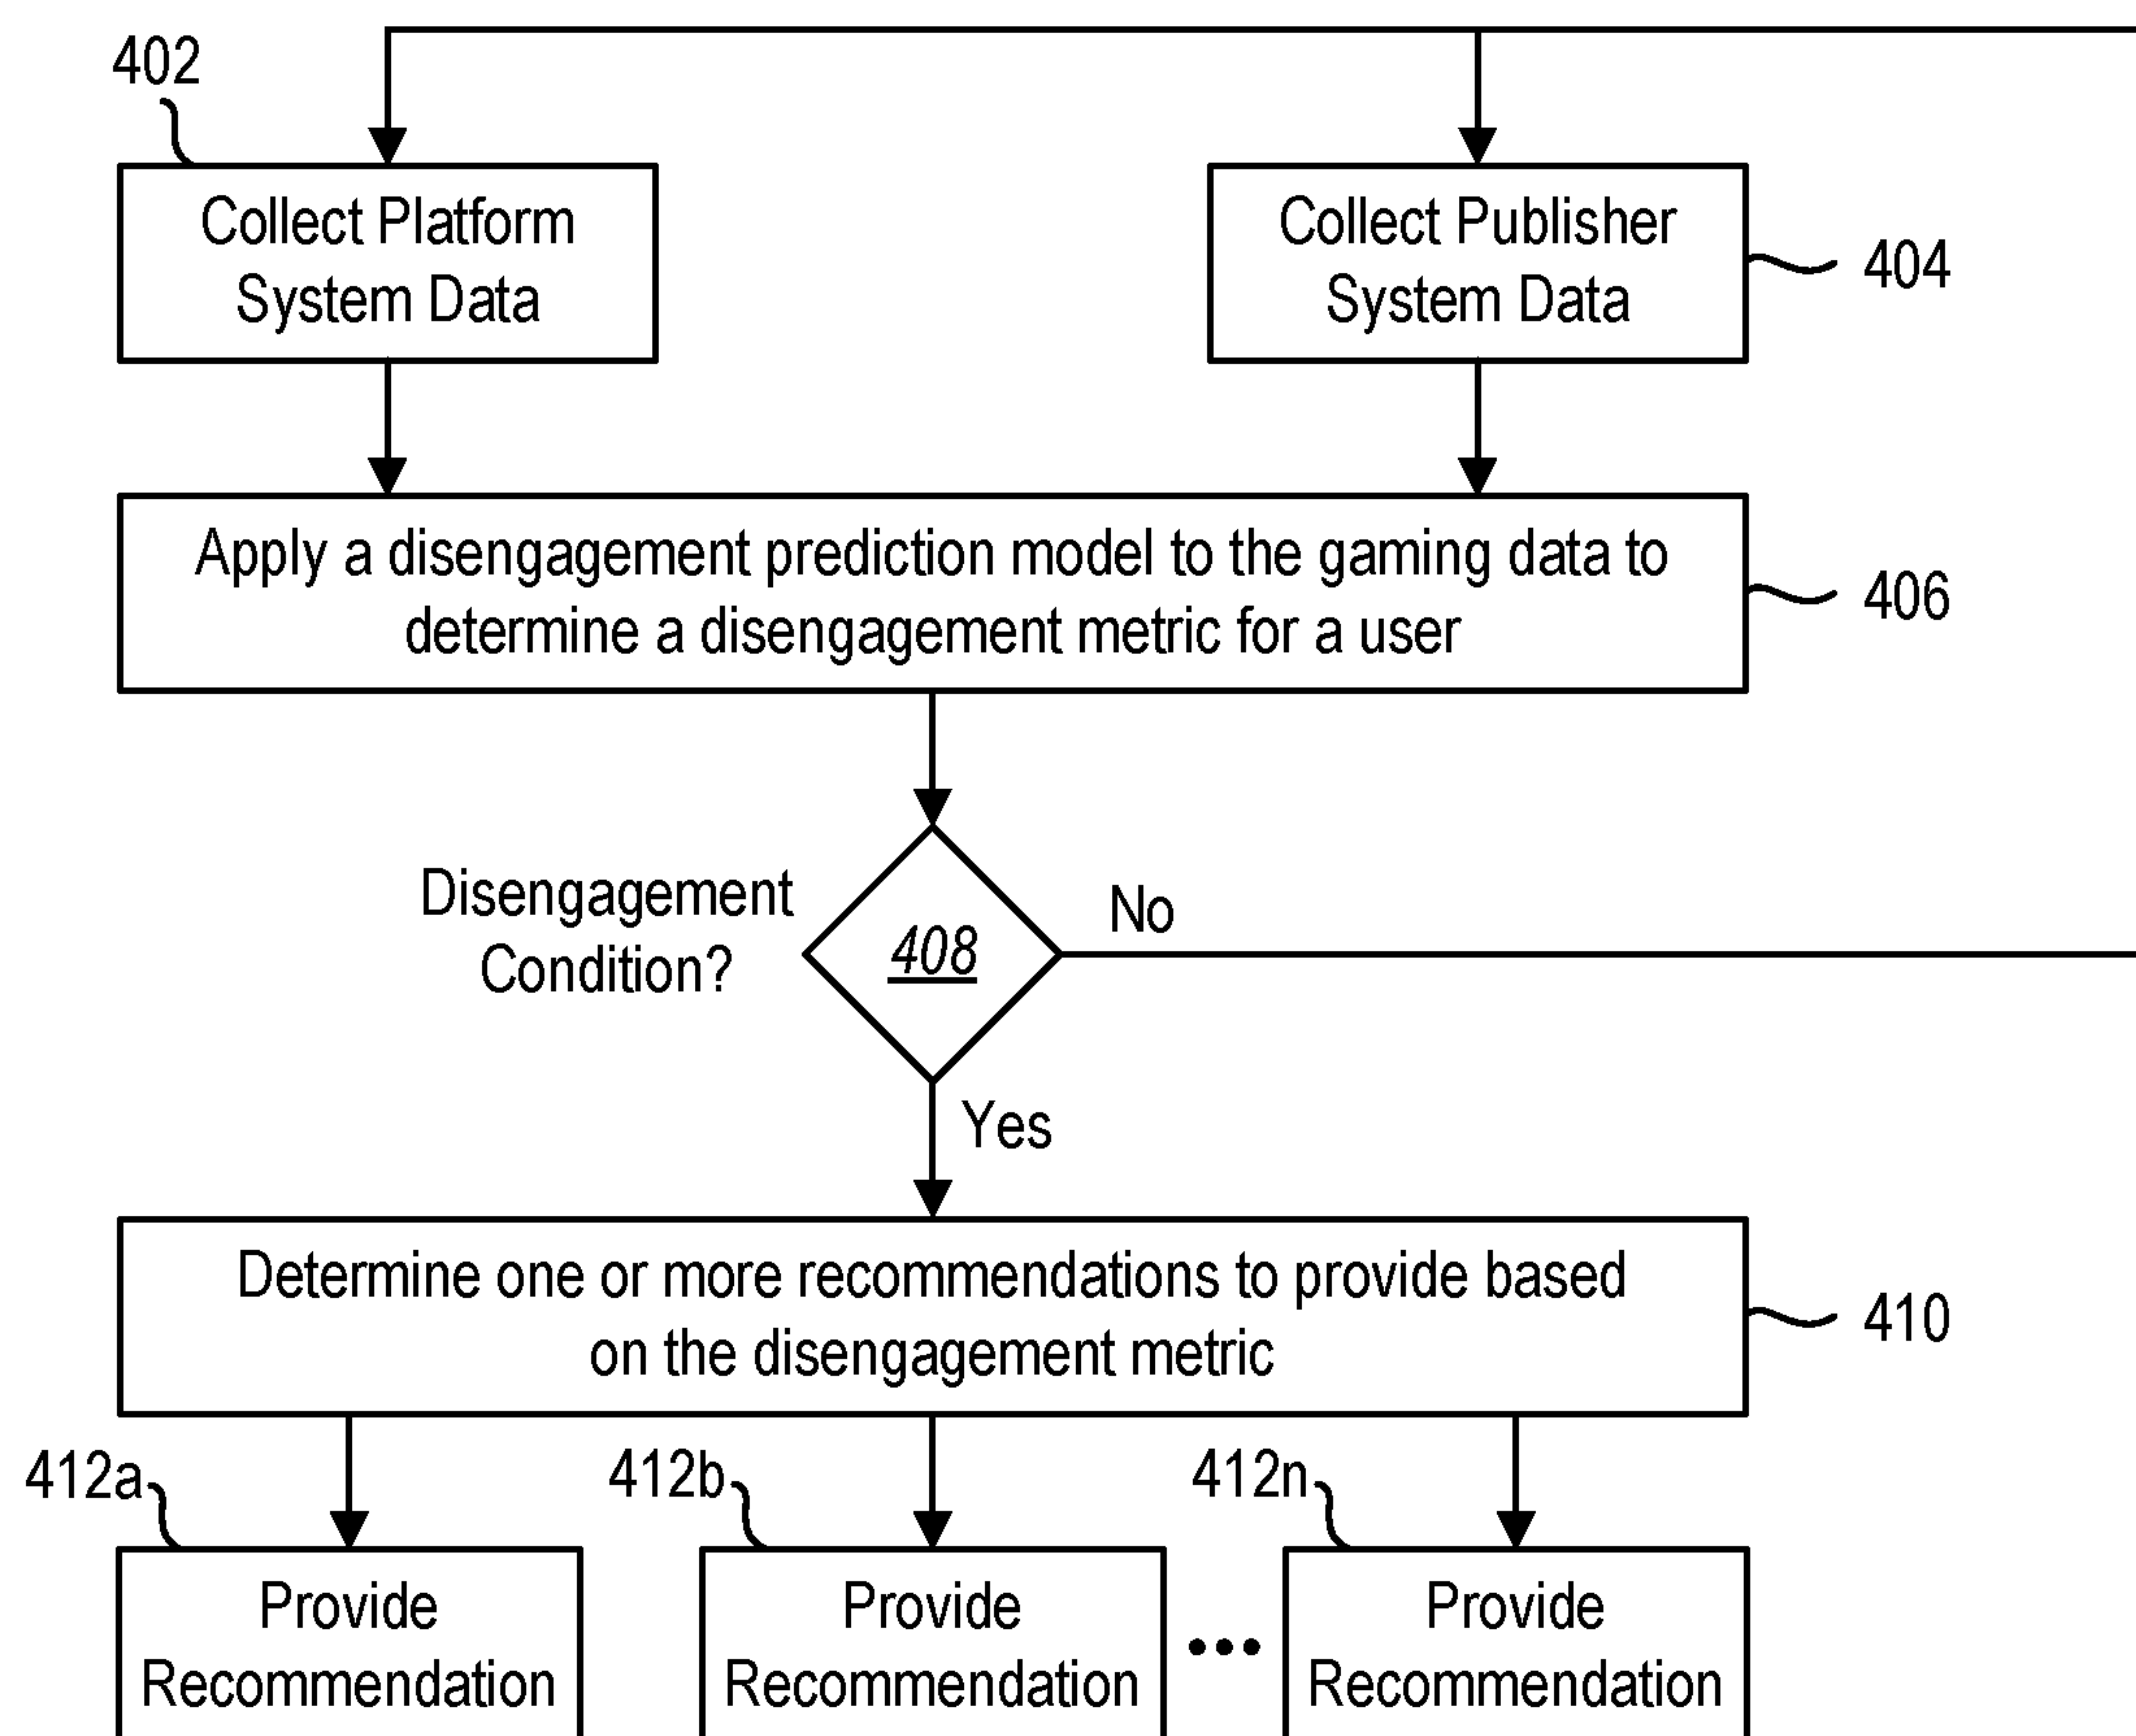 402
Collect Platform
System Data
Collect Publisher
System Data
404
Apply a disengagement prediction model to the gaming data to
determine a disengagement metric for a user
406
Disengagement
Condition?
408
No
Yes
Determine one or more recommendations to provide based
on the disengagement metric
410
412a
412b
412n
Provide
Recommendation
Provide
Recommendation
•••
Provide
Recommendation